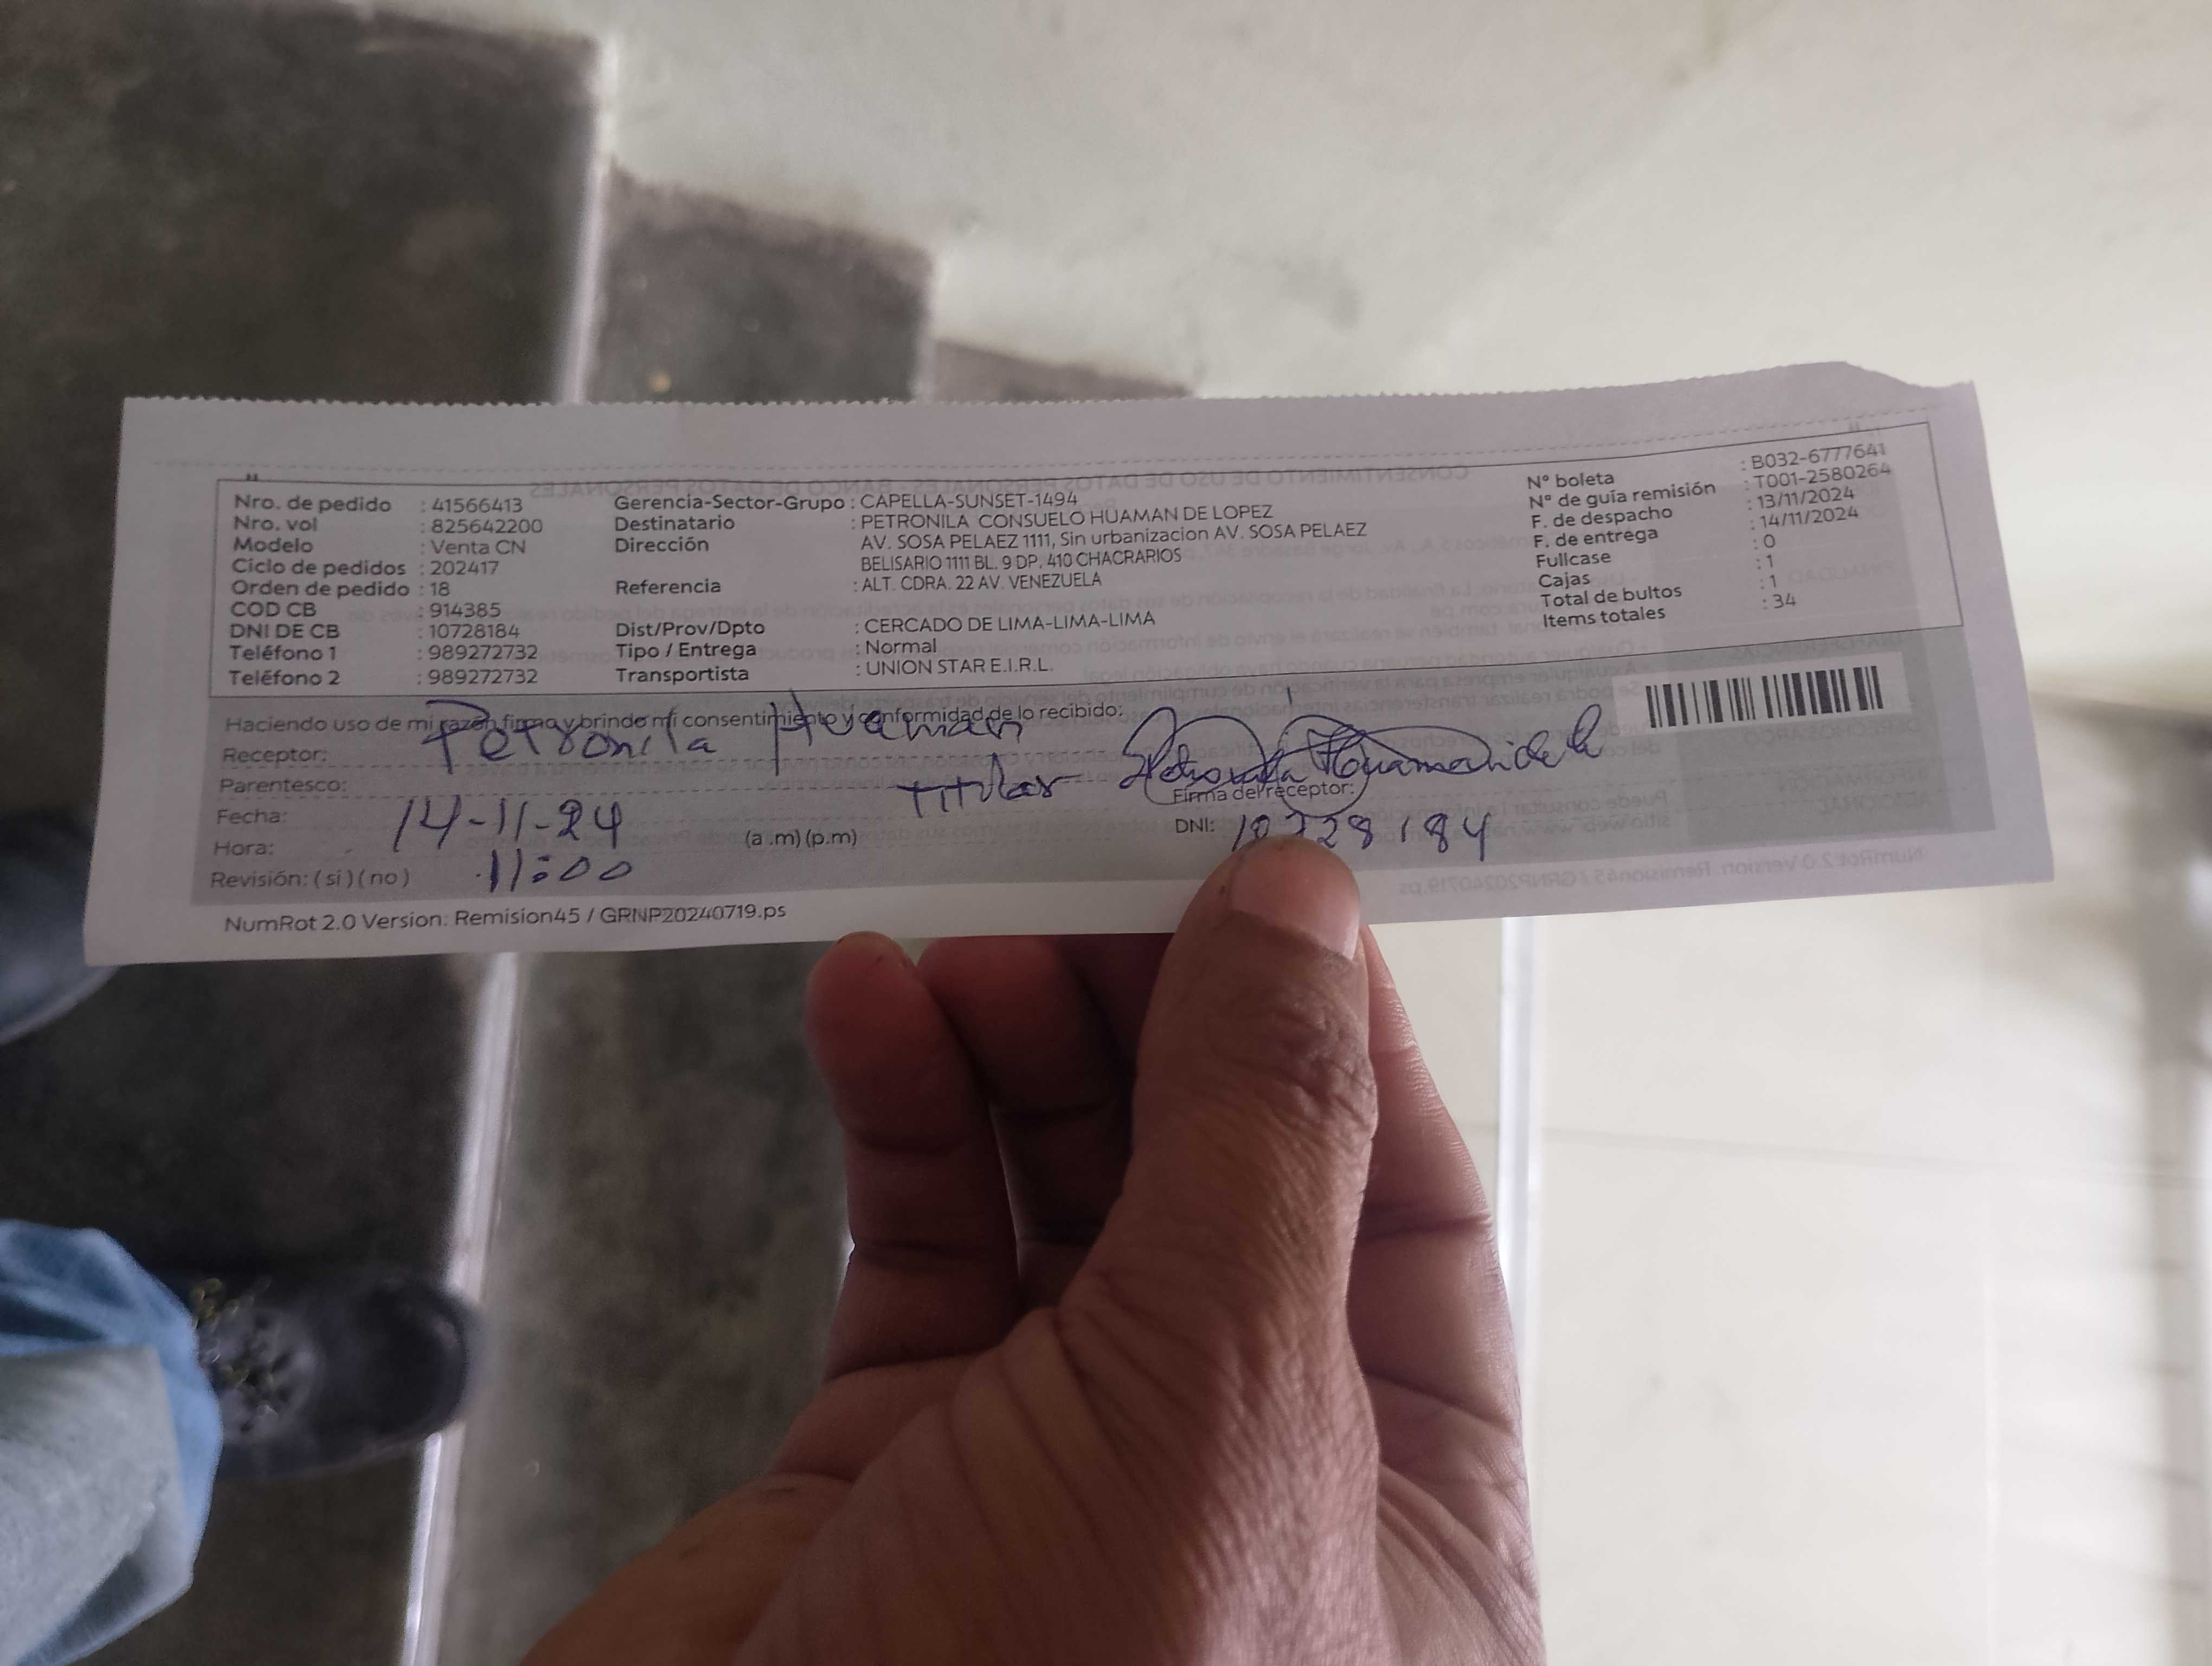 Nro. de pedido : 41566413
Nro. vol : 825642200
Modelo : Venta CN
Ciclo de pedidos : 202417
Orden de pedido : 18
COD CB : 914385
DNI DE CB : 10728184
Teléfono 1 : 989272732
Teléfono 2 : 989272732
Gerencia-Sector-Grupo : CAPELLA-SUNSET-1494
Destinatario : PETRONILA CONSUELO HUAMAN DE LOPEZ
Dirección AV. SOSA PELAEZ 1111, Sin urbanizacion AV. SOSA PELAEZ
BELISARIO 1111 BL. 9 DP. 410 CHACRARIOS
Referencia : ALT. CDRA. 22 AV. VENEZUELA
Dist/Prov/Dpto : CERCADO DE LIMA-LIMA-LIMA
Tipo / Entrega : Normal
Transportista : UNION STAR E.I.R.L.
N° boleta : B032-6777641
N° de guía remisión : T001-2580264
F. de despacho : 13/11/2024
F. de entrega : 14/11/2024
Fullcase : 0
Cajas : 1
Total de bultos : 1
Items totales : 34
Haciendo uso de mi razón firmo y brindo mi consentimiento y conformidad de lo recibido:
Receptor: Petronila Huaman
Parentesco: Titular
Firma del receptor:
Fecha: 14-11-24
Hora: 11:00 (a .m) (p.m)
DNI: 10728184
Revisión: (si) (no)
NumRot 2.0 Version: Remision45 / GRNP20240719.ps